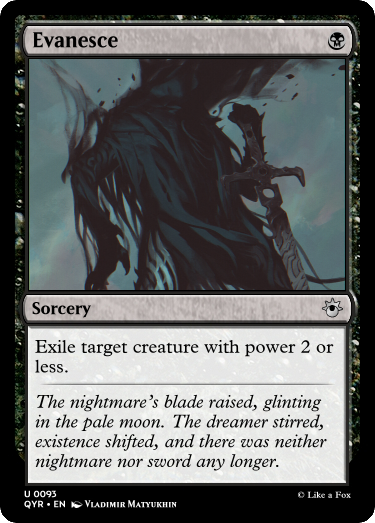 Evanesce
Sorcery
Exile target creature with power 2 or
less.
The nightmare's blade raised, glinting
in the pale moon. The dreamer stirred,
existence shifted, and there was neither
nightmare nor sword any longer.
U 0093
QYR • EN Vladimir Matyukhin
© Like a Fox